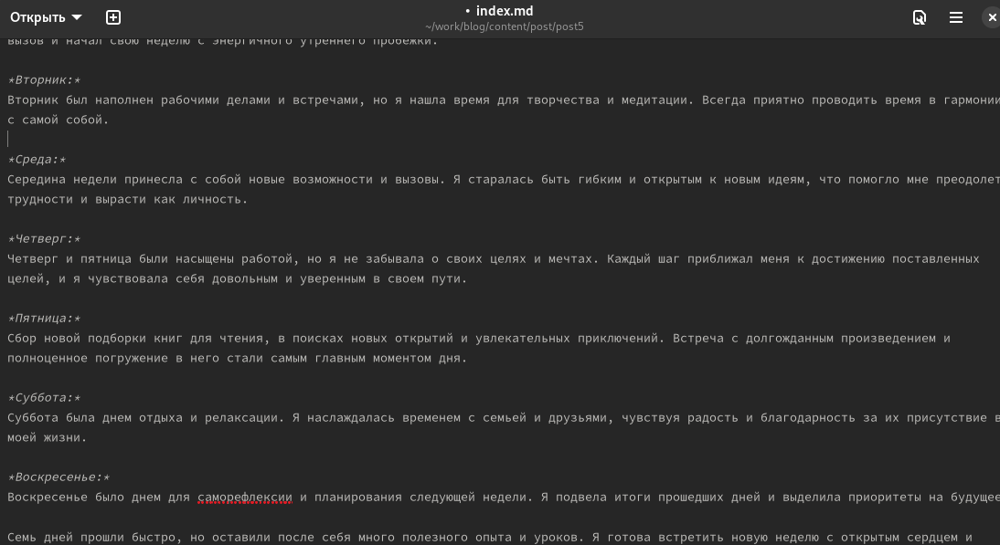 Открыть
• index.md
~/work/blog/content/post/post5
вызов и начал свою неделю с энергичного утреннего пробежки.
*Вторник:*
Вторник был наполнен рабочими делами и встречами, но я нашла время для творчества и медитации. Всегда приятно проводить время в гармонии
с самой собой.
*Среда:*
Середина недели принесла с собой новые возможности и вызовы. Я старалась быть гибким и открытым к новым идеям, что помогло мне преодолет
трудности и вырасти как личность.
*Четверг:*
Четверг и пятница были насыщены работой, но я не забывала о своих целях и мечтах. Каждый шаг приближал меня к достижению поставленных
целей, и я чувствовала себя довольным и уверенным в своем пути.
*Пятница:*
Сбор новой подборки книг для чтения, в поисках новых открытий и увлекательных приключений. Встреча с долгожданным произведением и
полноценное погружение в него стали самым главным моментом дня.
*Суббота:*
Суббота была днем отдыха и релаксации. Я наслаждалась временем с семьей и друзьями, чувствуя радость и благодарность за их присутствие в
моей жизни.
*Воскресенье:*
Воскресенье было днем для саморефлексии и планирования следующей недели. Я подвела итоги прошедших дней и выделила приоритеты на будущее
Семь дней прошли быстро, но оставили после себя много полезного опыта и уроков. Я готова встретить новую неделю с открытым сердцем и